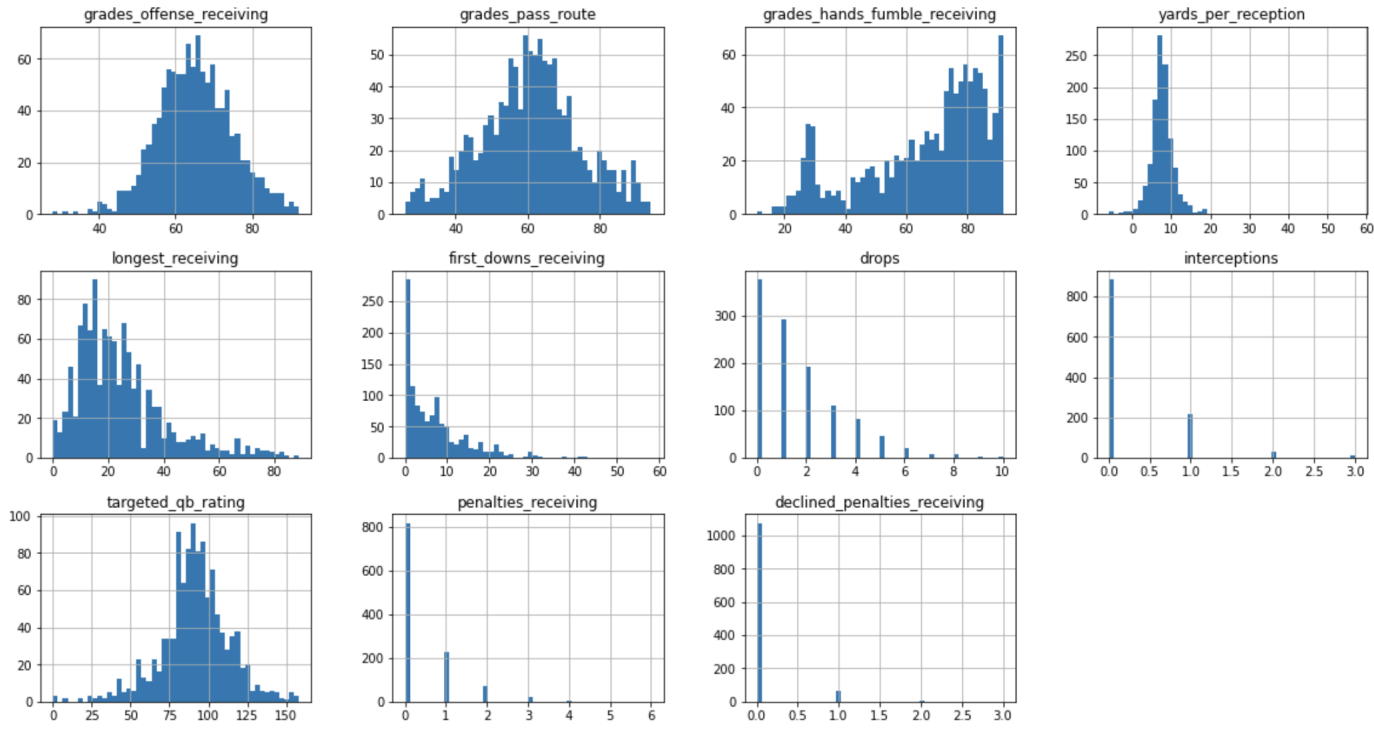 grades_offense_receiving grades_pass_route grades_hands_fumble_receiving yards_per_reception
60 50 60 250
40 40 40 200
20 30 20 150
0 20 0 100
10 50
0 0
40 60 80 40 60 80 20 40 60 80 0 10 20 30 40 50 60
longest_receiving first_downs_receiving drops interceptions
80 250 300 800
60 200 200 600
40 150 100 400
20 100 0 200
0 50 0
0
0 20 40 60 80 0 10 20 30 40 50 60 0 2 4 6 8 10 0.0 0.5 1.0 1.5 2.0 2.5 3.0
targeted_qb_rating penalties_receiving declined_penalties_receiving
100 800 1000
80 600 800
60 400 600
40 200 400
20 0 200
0 0
0 25 50 75 100 125 150 0 1 2 3 4 5 6 0.0 0.5 1.0 1.5 2.0 2.5 3.0